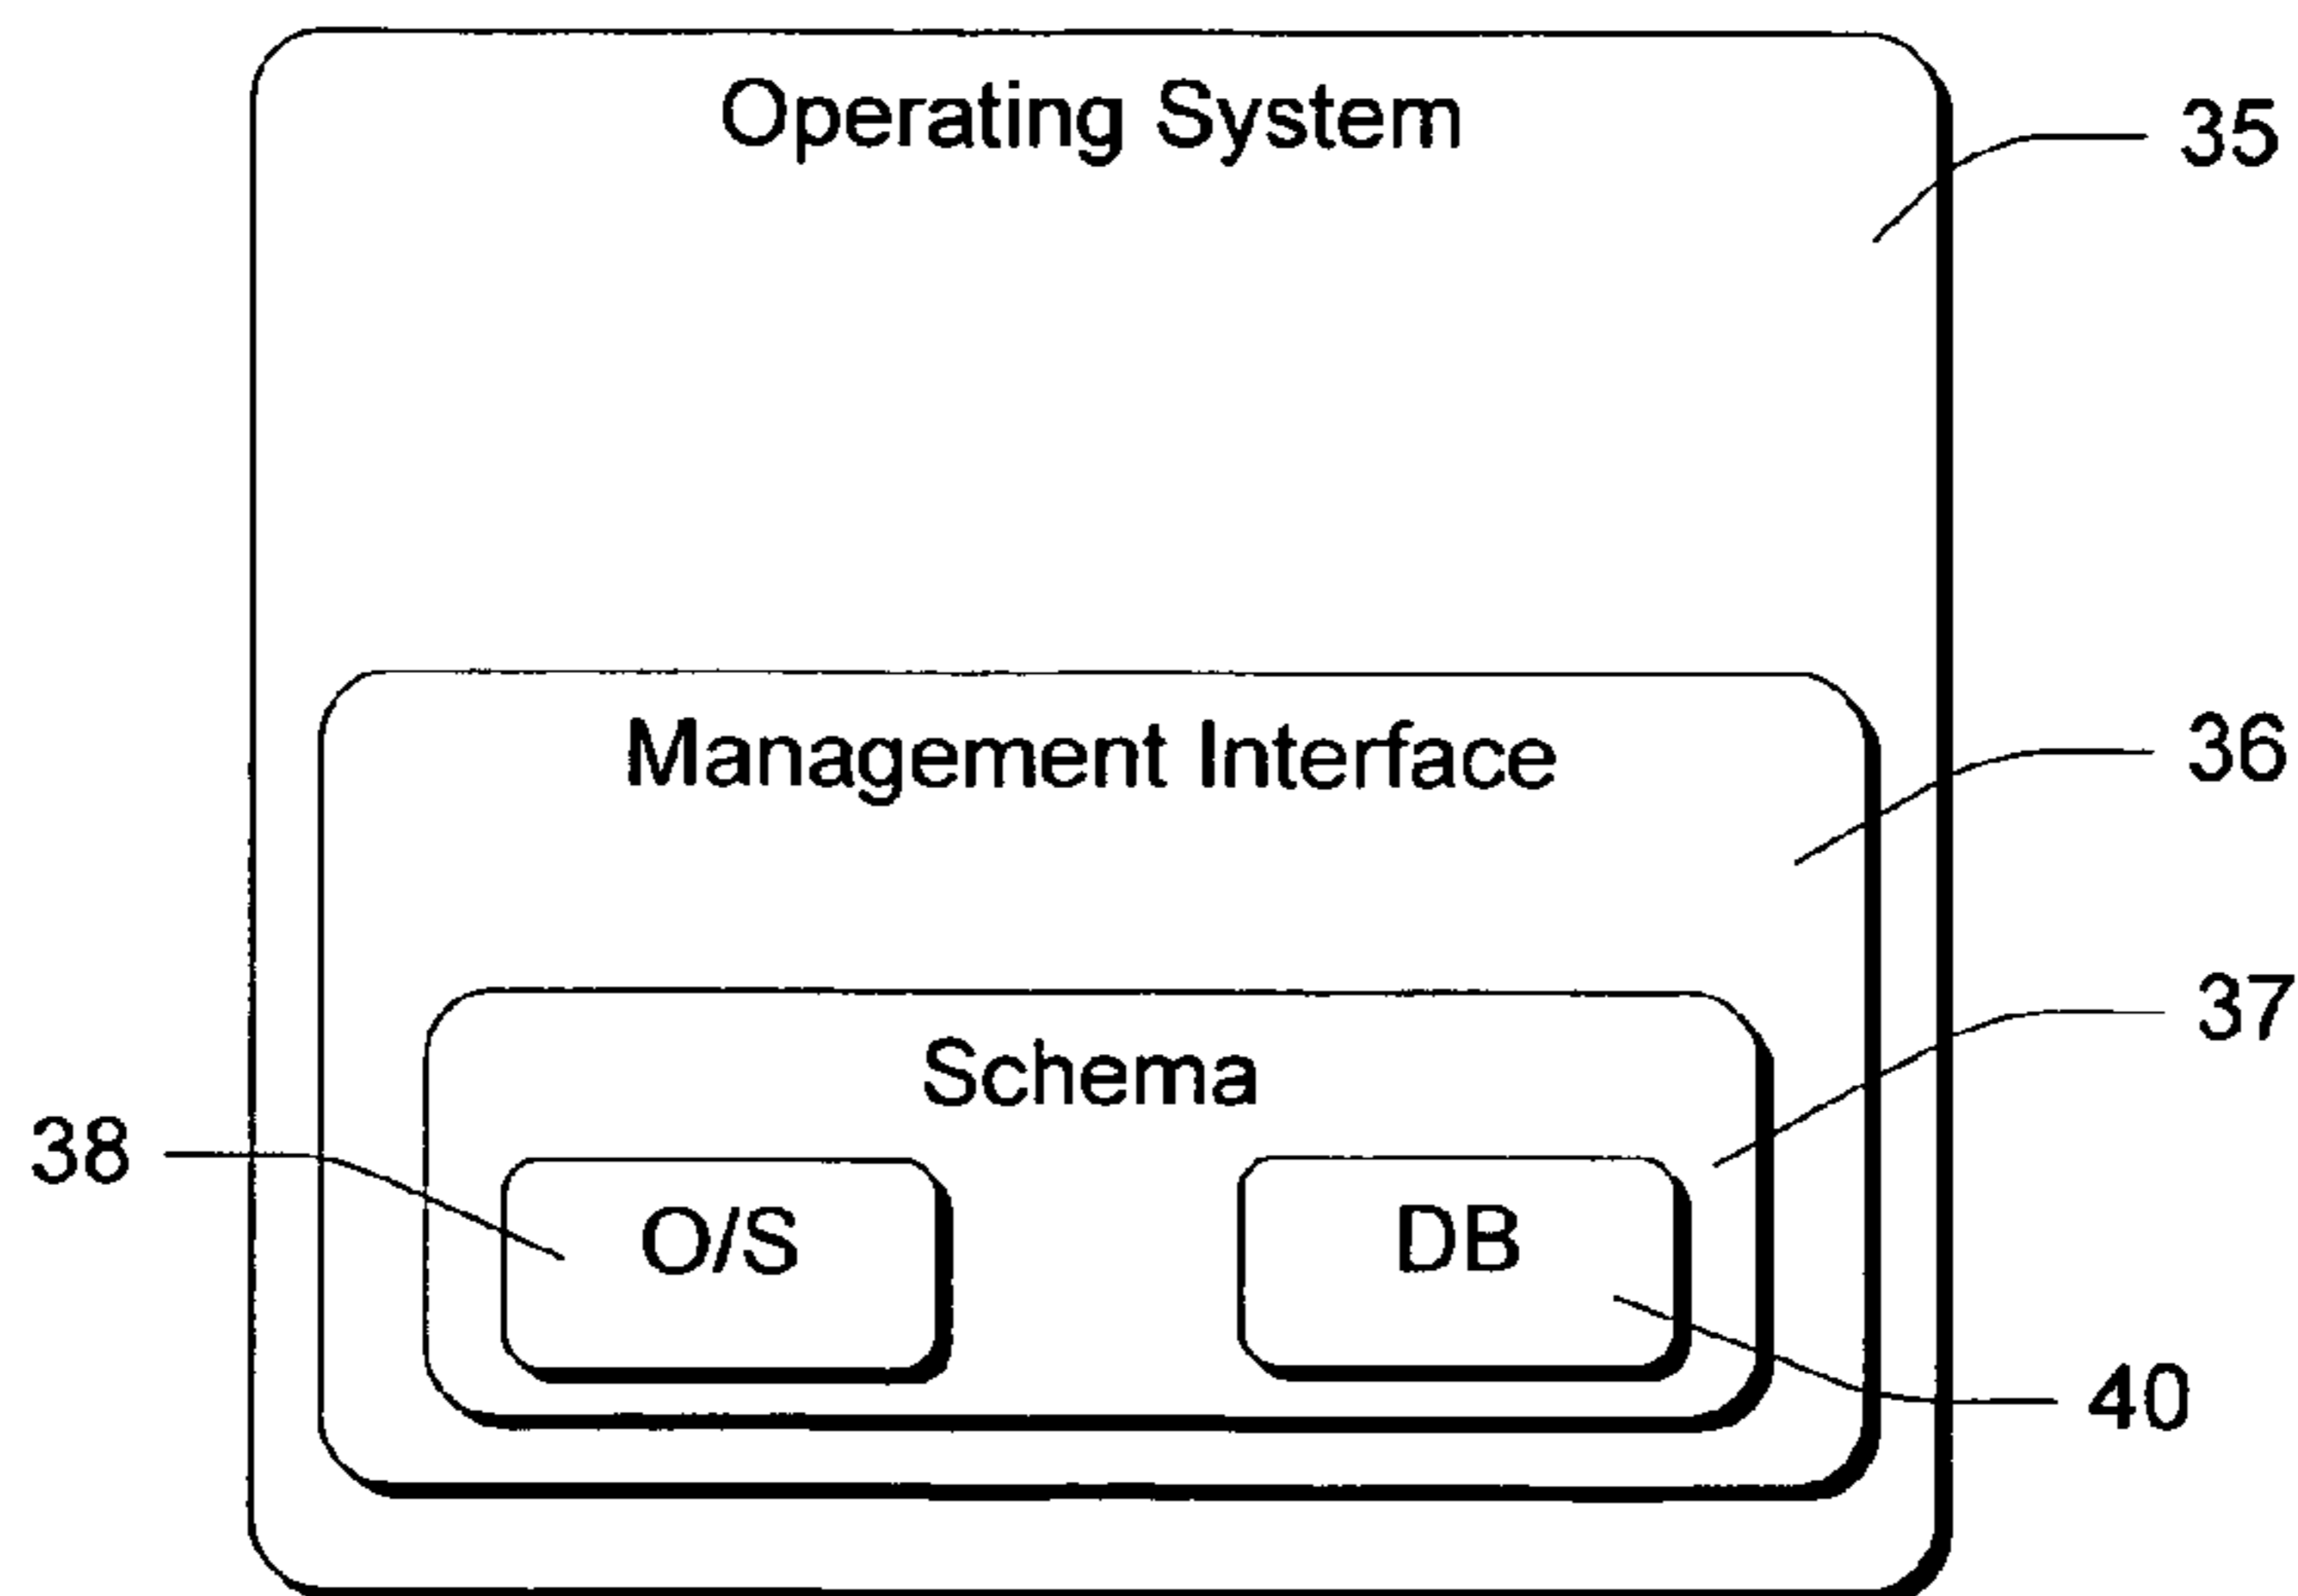 Operating System
35
Management Interface
36
37
Schema
38
O/S
DB
40